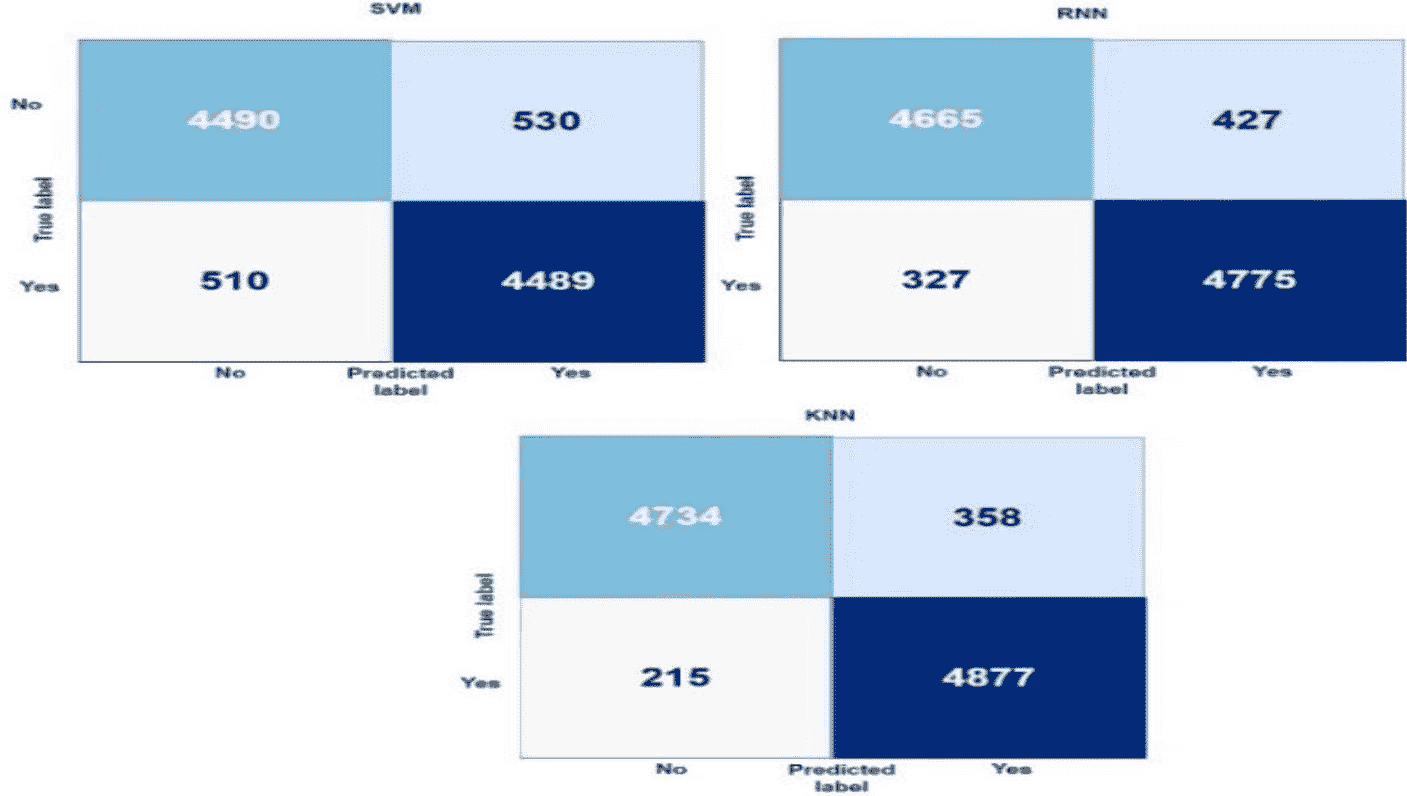 SVM
No
4490 530
True label
Yes
510 4489
No Predicted label Yes
RNN
4665 427
True label
Yes
327 4775
No Predicted label Yes
KNN
4734 358
True label
Yes
215 4877
No Predicted label Yes